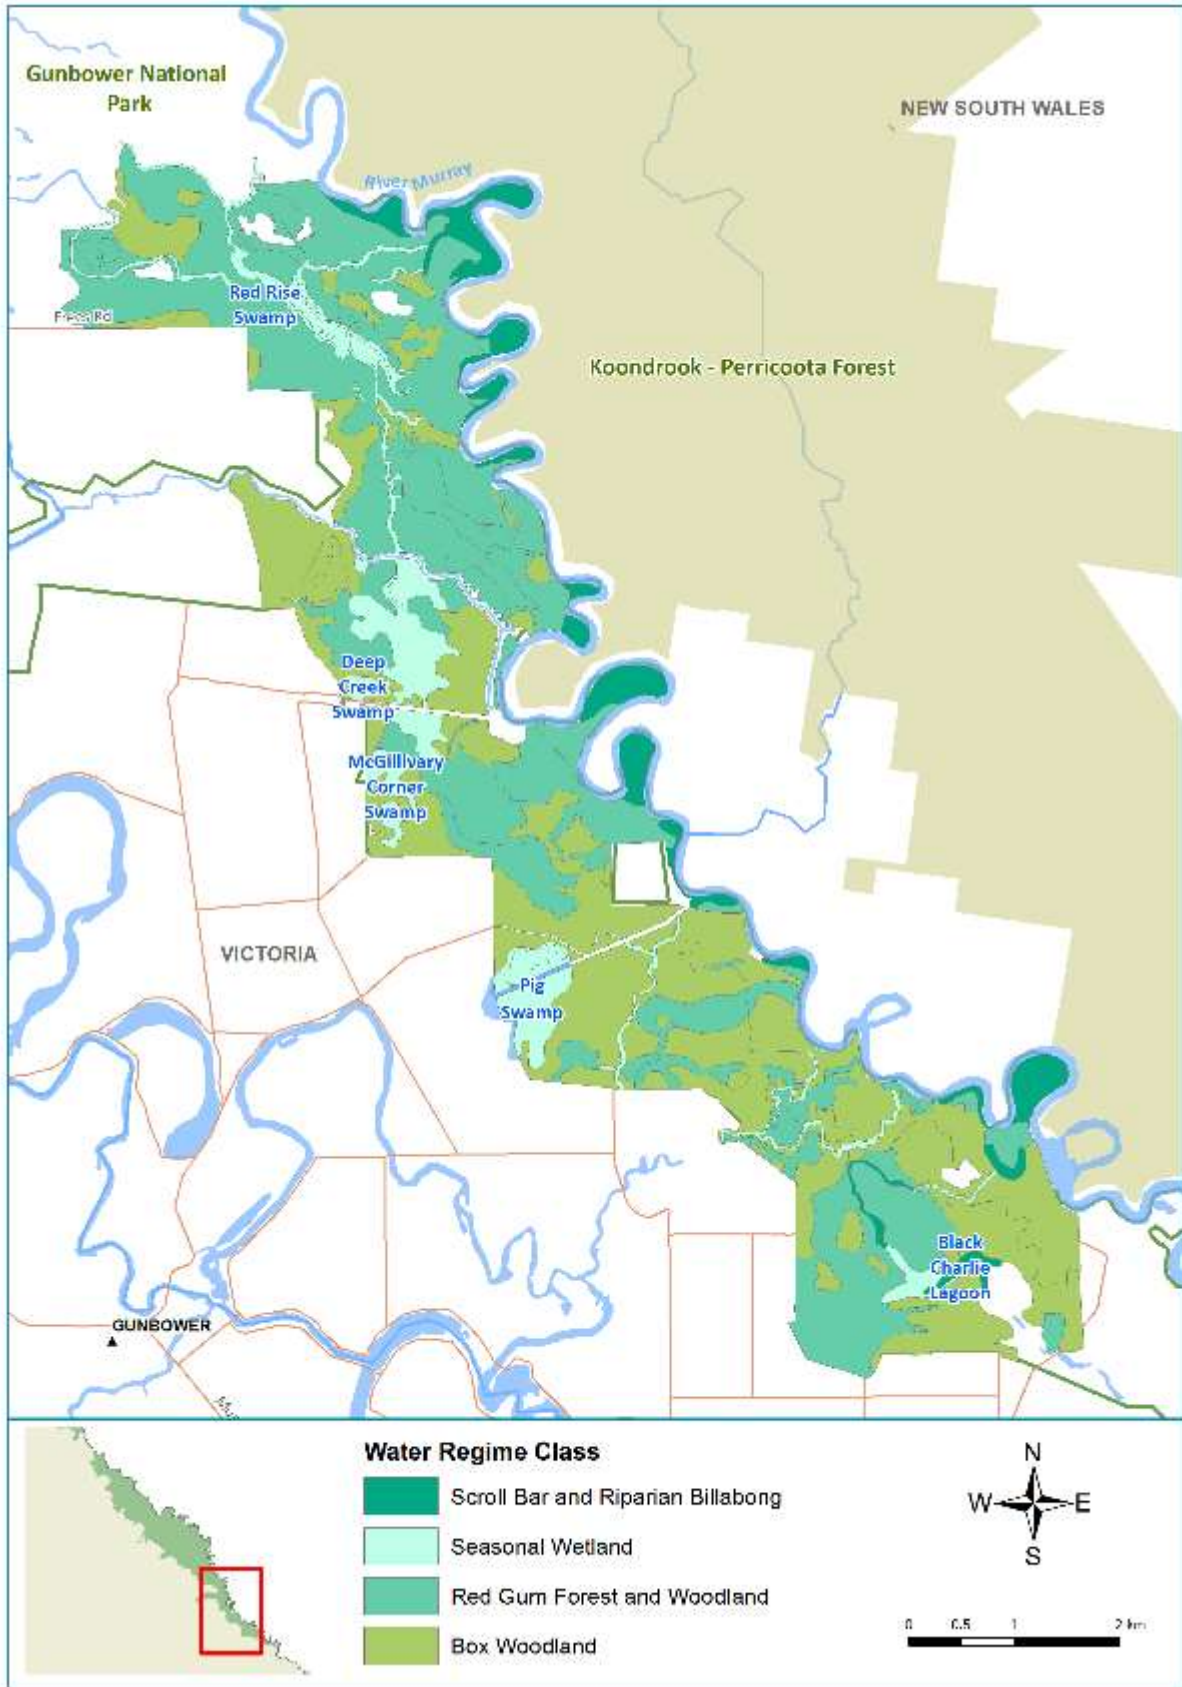 Gunbower National
Park
NEW SOUTH WALES
River Murray
Red Rise
Swamp
Koondrook - Perricoota Forest
Deep
Creek
Swamp
McGillivary
Corner
Swamp
VICTORIA
Pig
Swamp
Black
Charlie
Lagoon
GUNBOWER
Water Regime Class
Scroll Bar and Riparian Billabong
Seasonal Wetland
Red Gum Forest and Woodland
Box Woodland
N
W E
S
0 0.5 1 2 km